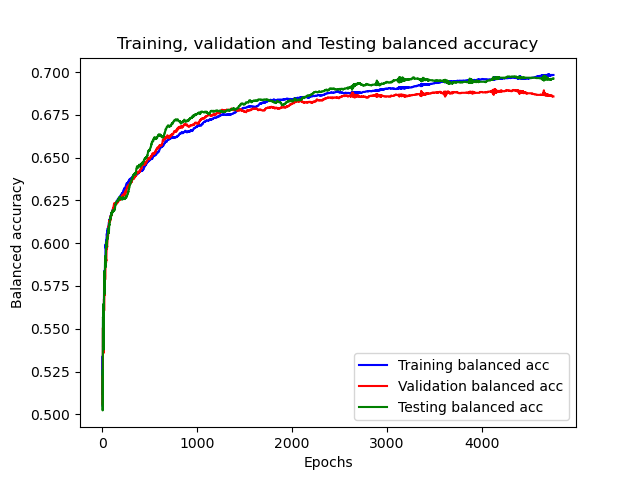 Training, validation and Testing balanced accuracy
Balanced accuracy
0.700
0.675
0.650
0.625
0.600
0.575
0.550
0.525
0.500
Training balanced acc
Validation balanced acc
Testing balanced acc
0 1000 2000 3000 4000
Epochs